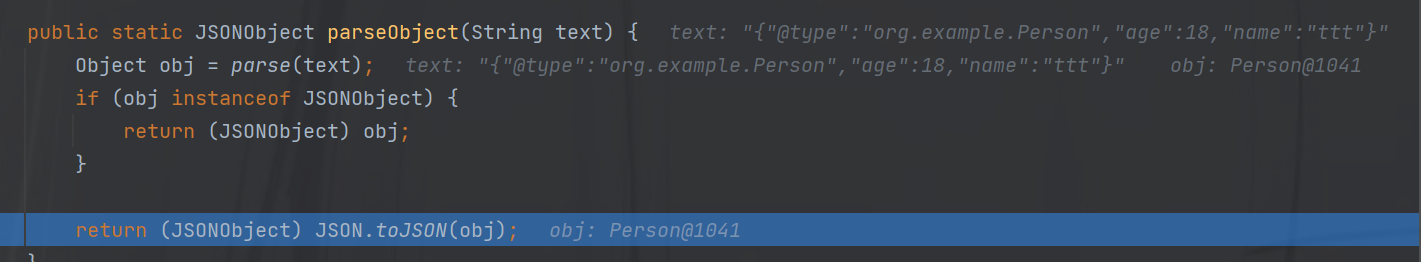 public static JSONObject parseObject(String text) {   text: "{"@type":"org.example.Person","age":18,"name":"ttt"}"
    Object obj = parse(text);   text: "{"@type":"org.example.Person","age":18,"name":"ttt"}"    obj: Person@1041
    if (obj instanceof JSONObject) {
        return (JSONObject) obj;
    }
    return (JSONObject) JSON.toJSON(obj);   obj: Person@1041
}